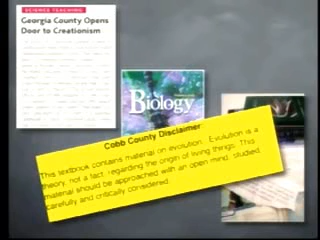 SCIENCE TEACHING
Georgia County Opens
Door to Creationism
Biology
Cobb County Disclaimer:
This textbook contains material on evolution. Evolution is a
theory, not a fact, regarding the origin of living things. This
material should be approached with an open mind, studied
carefully and critically considered.